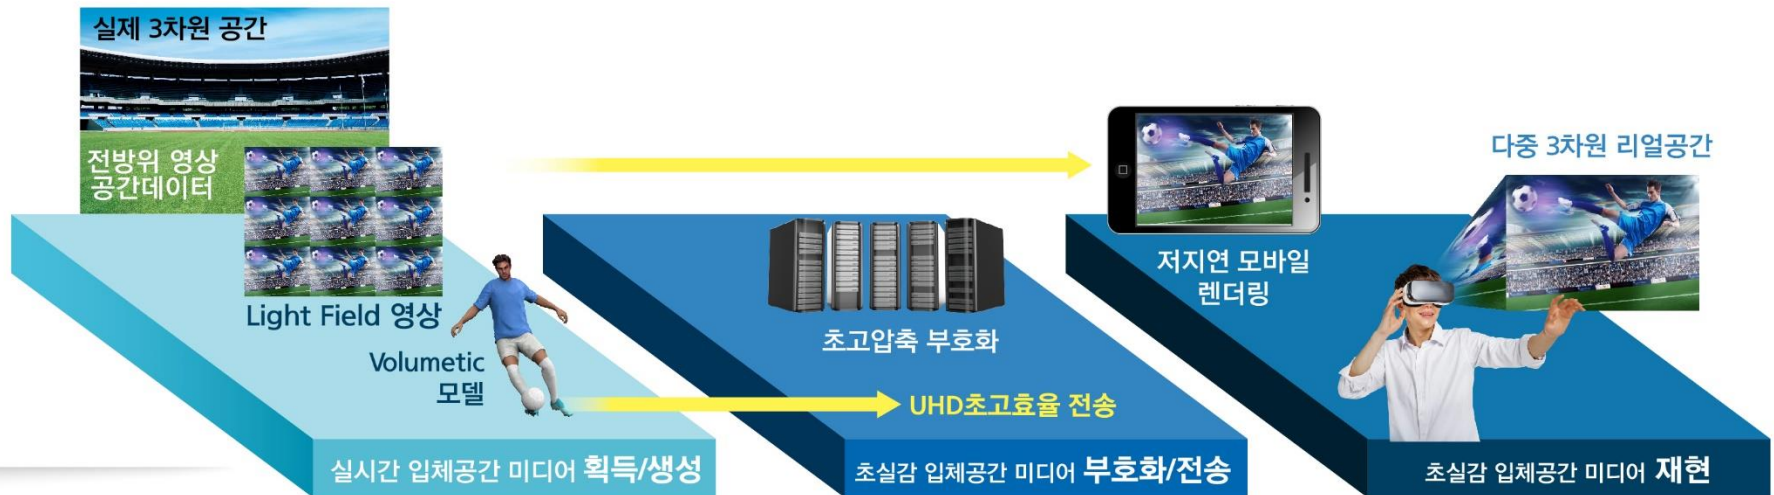 실제 3차원 공간
전방위 영상
공간데이터
Light Field 영상
Volumetic
모델
실시간 입체공간 미디어 획득/생성
초고압축 부호화
UHD초고효율 전송
초실감 입체공간 미디어 부호화/전송
저지연 모바일
렌더링
다중 3차원 리얼공간
초실감 입체공간 미디어 재현